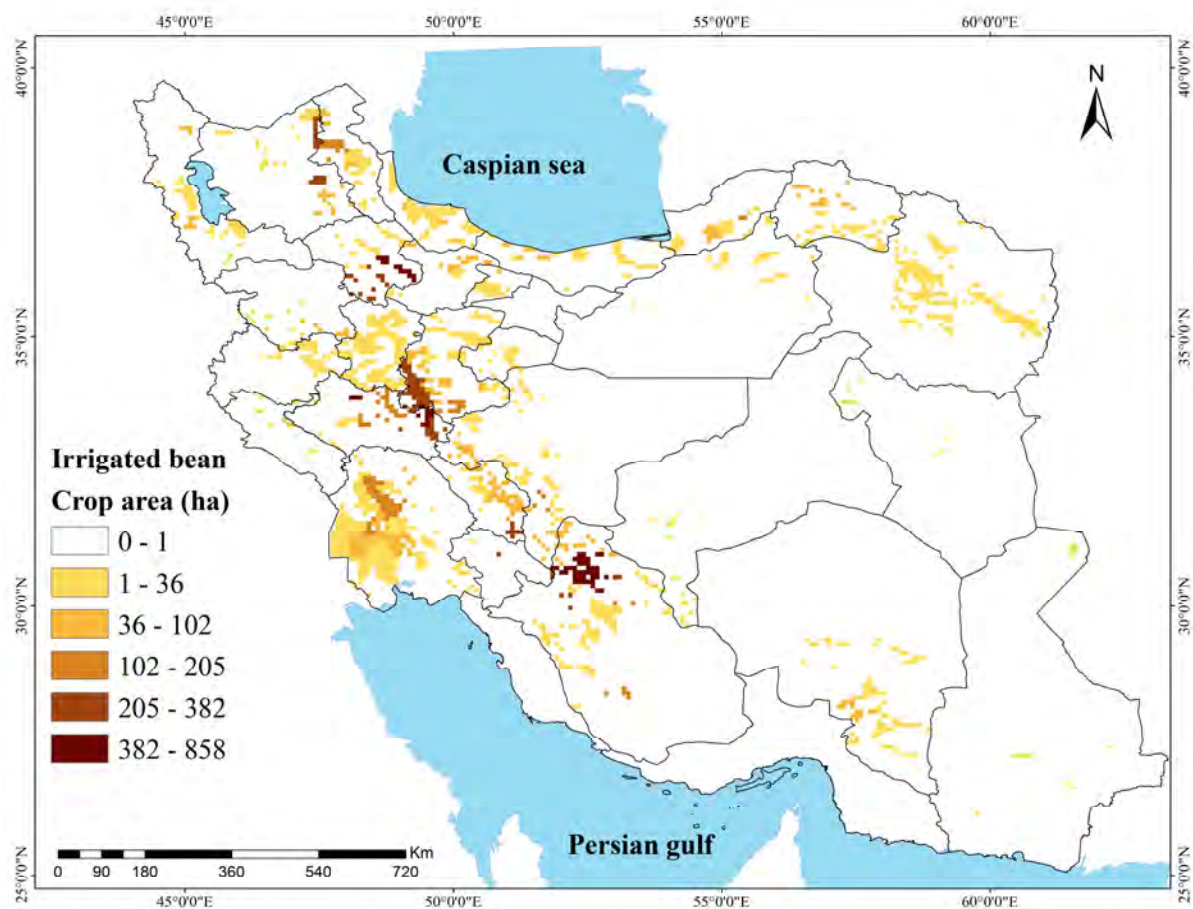 45°0'0"E 50°0'0"E 55°0'0"E 60°0'0"E
40°0'0"N
40°0'0"N
N
Caspian sea
35°0'0"N
35°0'0"N
Irrigated bean
Crop area (ha)
0 - 1
1 - 36
36 - 102
102 - 205
205 - 382
382 - 858
30°0'0"N
30°0'0"N
Persian gulf
Km
0 90 180 360 540 720
25°0'0"N
25°0'0"N
45°0'0"E 50°0'0"E 55°0'0"E 60°0'0"E